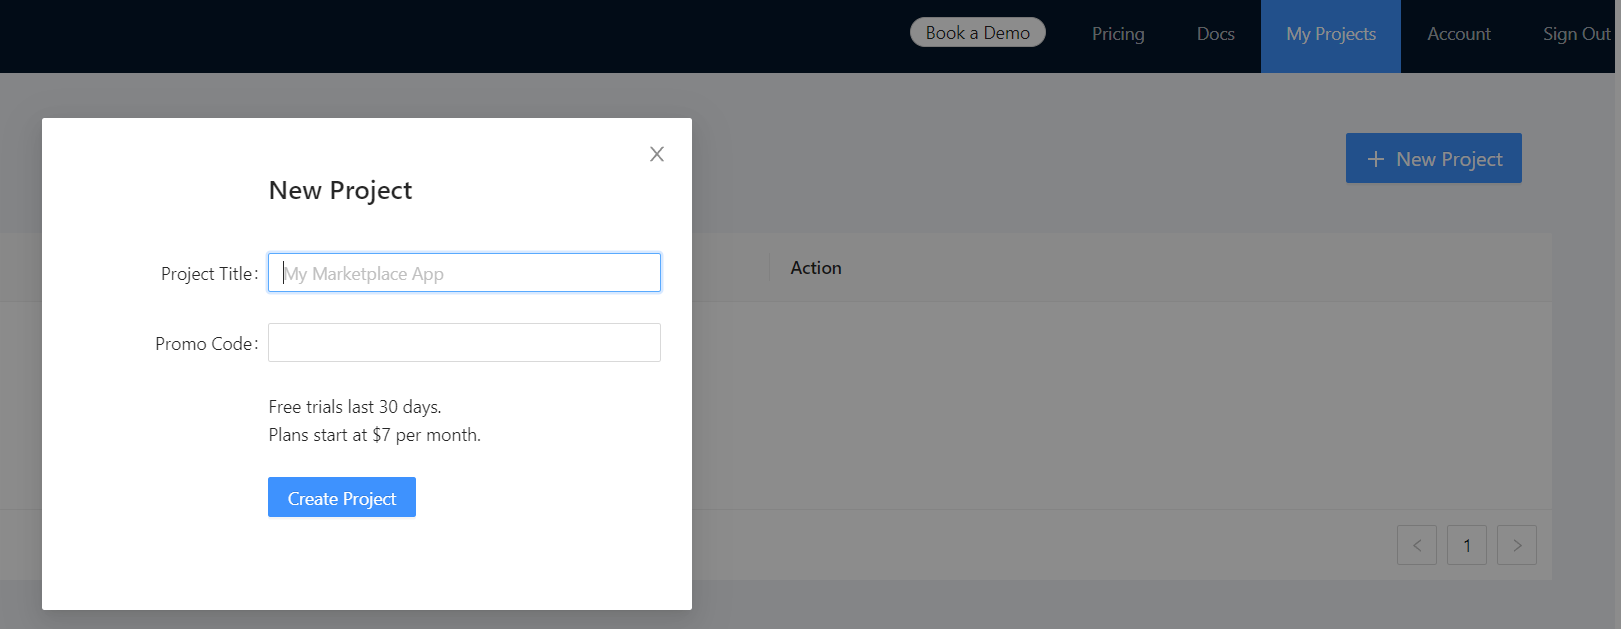 Book a Demo
Pricing
Docs
My Projects
Account
Sign Out
+ New Project
New Project
Project Title:
My Marketplace App
Promo Code:
Free trials last 30 days.
Plans start at $7 per month.
Create Project
Action
< 1 >